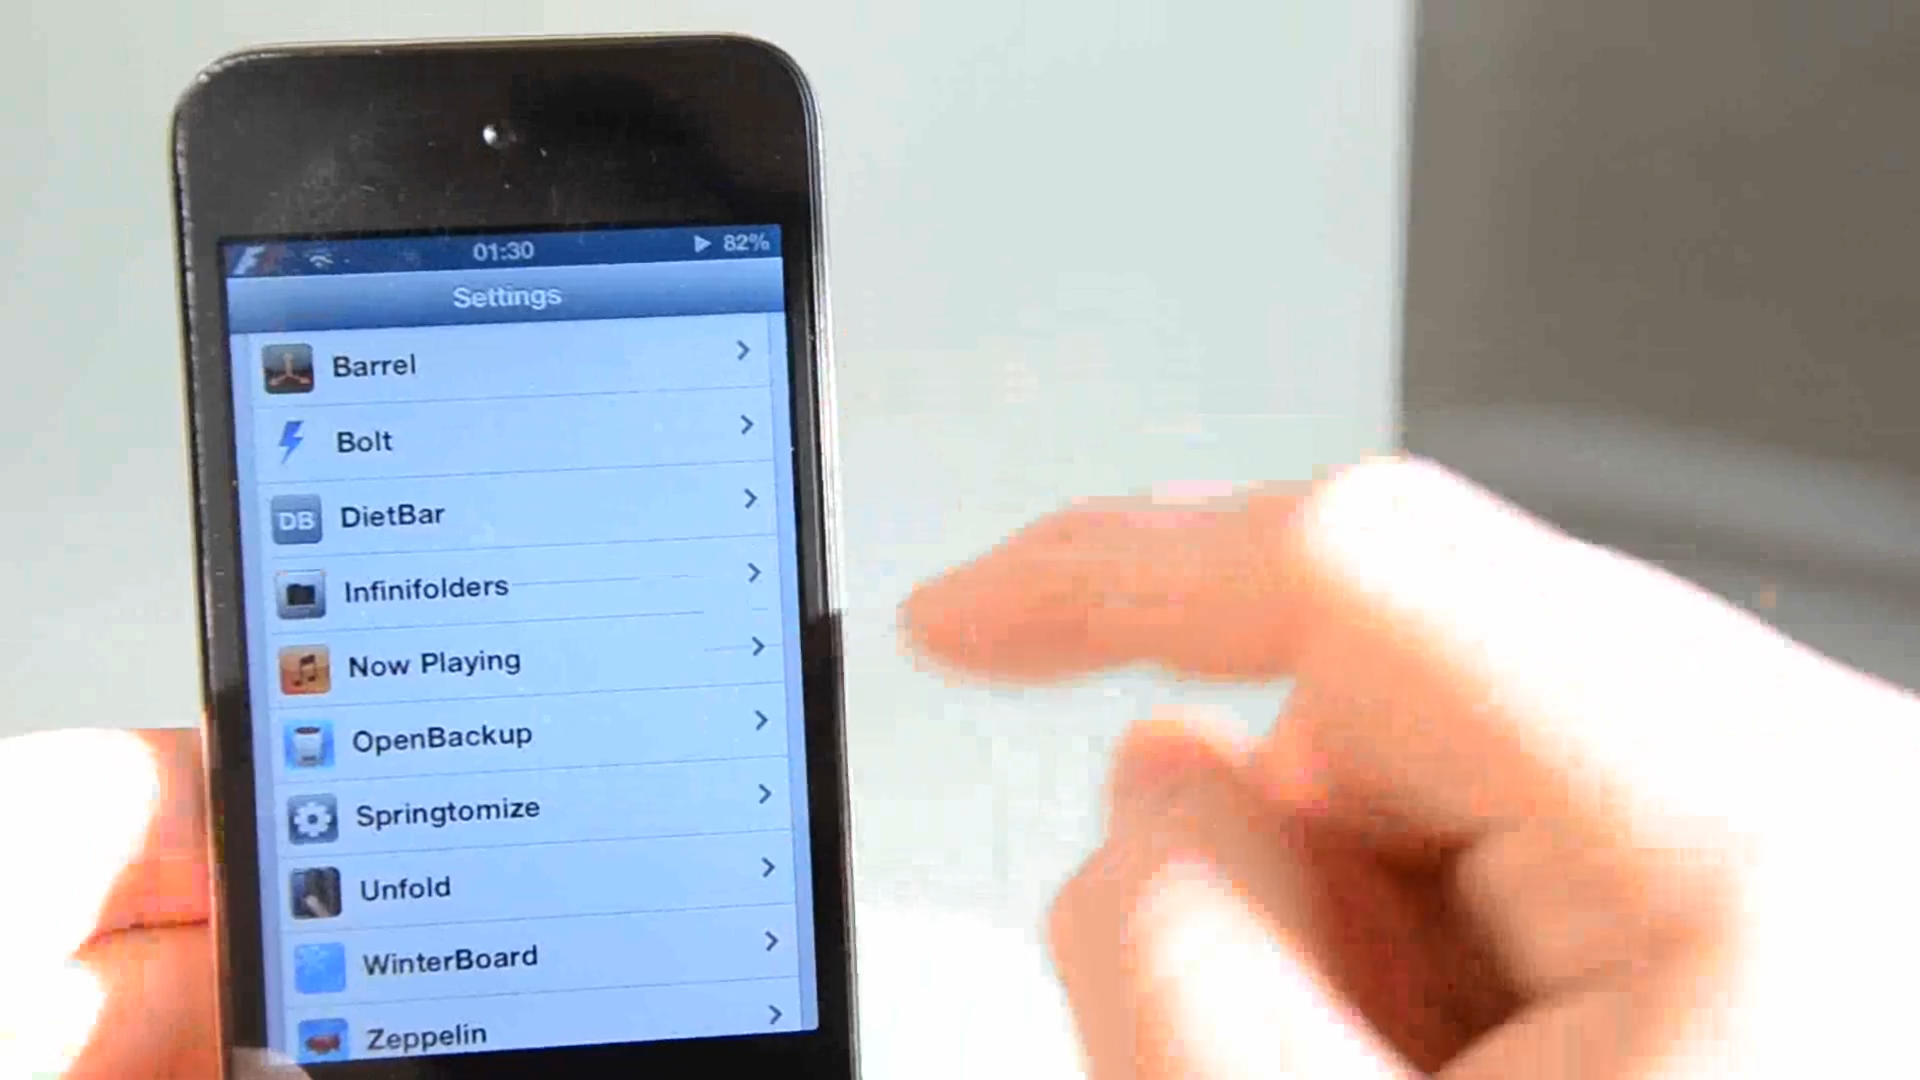 01:30
82%
Settings
Barrel
Bolt
DB
DietBar
Infinifolders
Now Playing
OpenBackup
Springtomize
Unfold
WinterBoard
Zeppelin